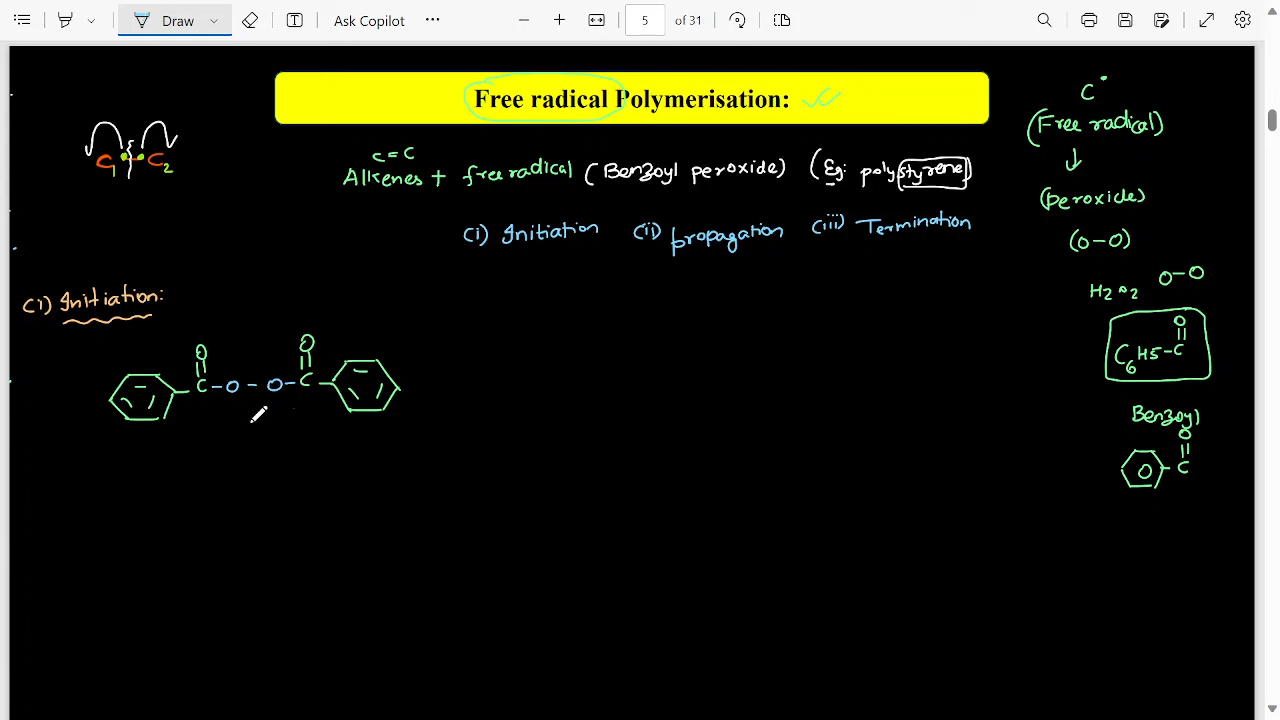 Draw
Ask Copilot
5 of 31
Free radical Polymerisation:
C1 - C2
C = C
Alkenes + free radical (Benzoyl peroxide) (Eg: polystyrene)
(i) Initiation (ii) propagation (iii) Termination
(i) Initiation:
O O
C - O - O - C
C•
(Free radical)
↓
(peroxide)
(O-O)
H2O2 O-O
O
C6H5-C
Benzoyl
O
C